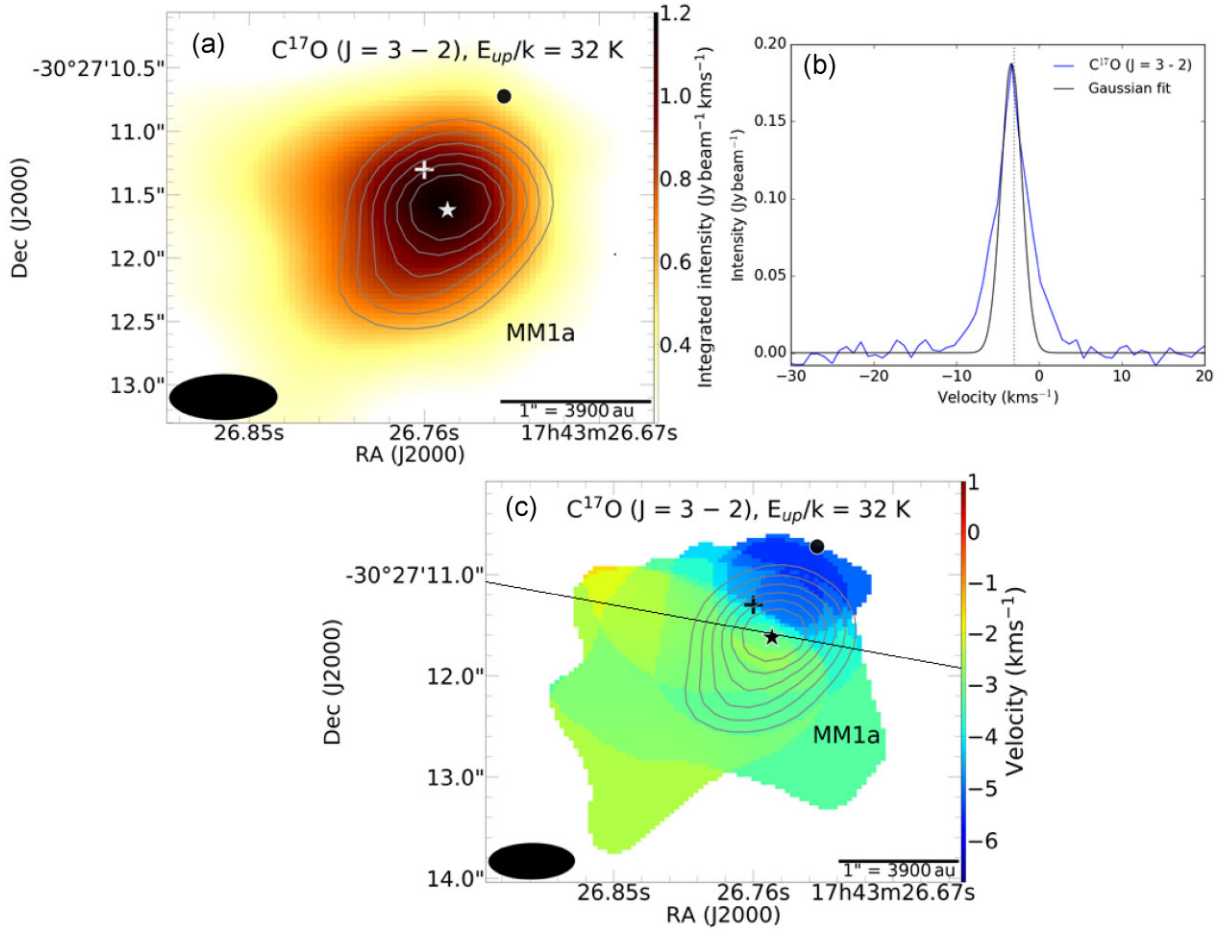 (a)
C¹⁷O (J = 3 − 2), E_up/k = 32 K
-30°27'10.5"
11.0"
11.5"
12.0"
12.5"
13.0"
Dec (J2000)
MM1a
1" = 3900 au
26.85s
26.76s
17h43m26.67s
RA (J2000)
1.2
1.0
0.8
0.6
0.4
Integrated intensity (Jy beam⁻¹ kms⁻¹)
(b)
C¹⁷O (J = 3 - 2)
Gaussian fit
0.20
0.15
0.10
0.05
0.00
Intensity (Jy beam⁻¹)
−30
−20
−10
0
10
20
Velocity (kms⁻¹)
(c)
C¹⁷O (J = 3 − 2), E_up/k = 32 K
-30°27'11.0"
12.0"
13.0"
14.0"
Dec (J2000)
MM1a
1" = 3900 au
26.85s
26.76s
17h43m26.67s
RA (J2000)
1
0
−1
−2
−3
−4
−5
−6
Velocity (kms⁻¹)